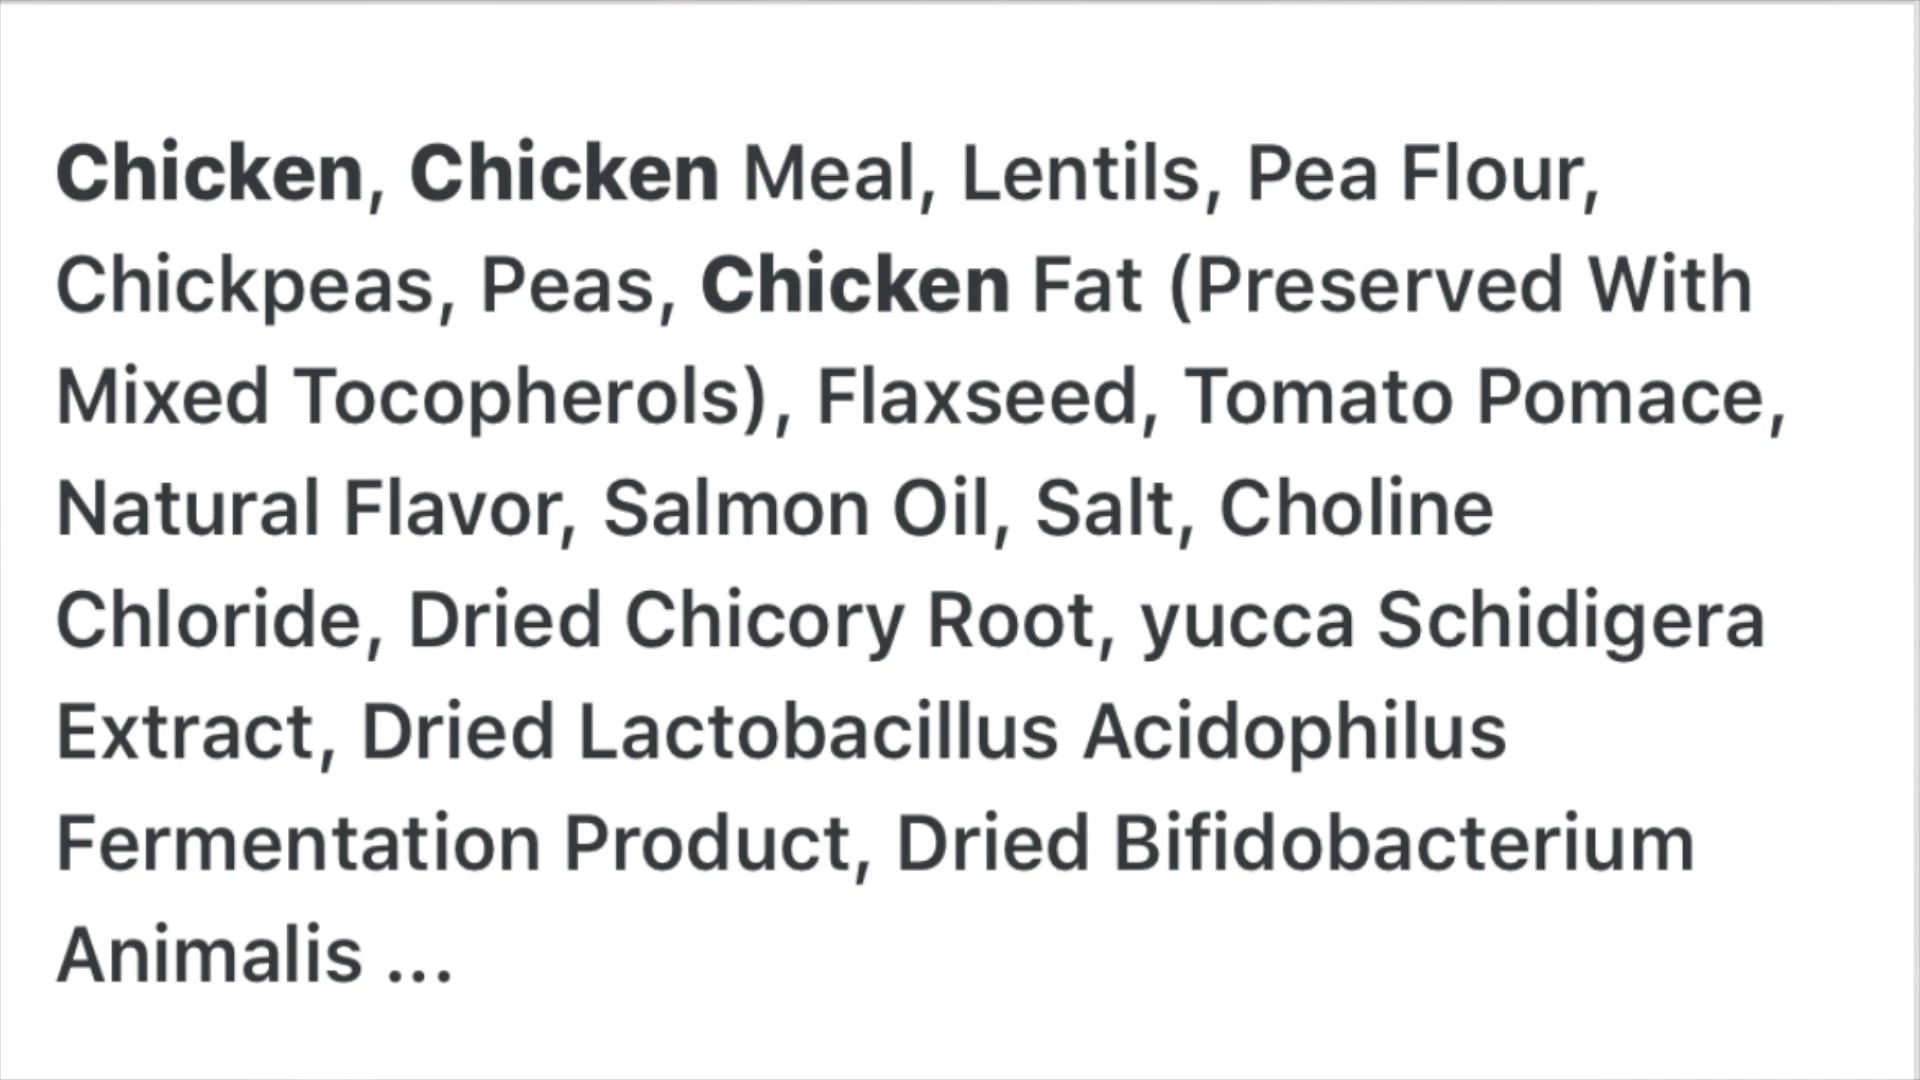 Chicken, Chicken Meal, Lentils, Pea Flour,
Chickpeas, Peas, Chicken Fat (Preserved With
Mixed Tocopherols), Flaxseed, Tomato Pomace,
Natural Flavor, Salmon Oil, Salt, Choline
Chloride, Dried Chicory Root, yucca Schidigera
Extract, Dried Lactobacillus Acidophilus
Fermentation Product, Dried Bifidobacterium
Animalis ...